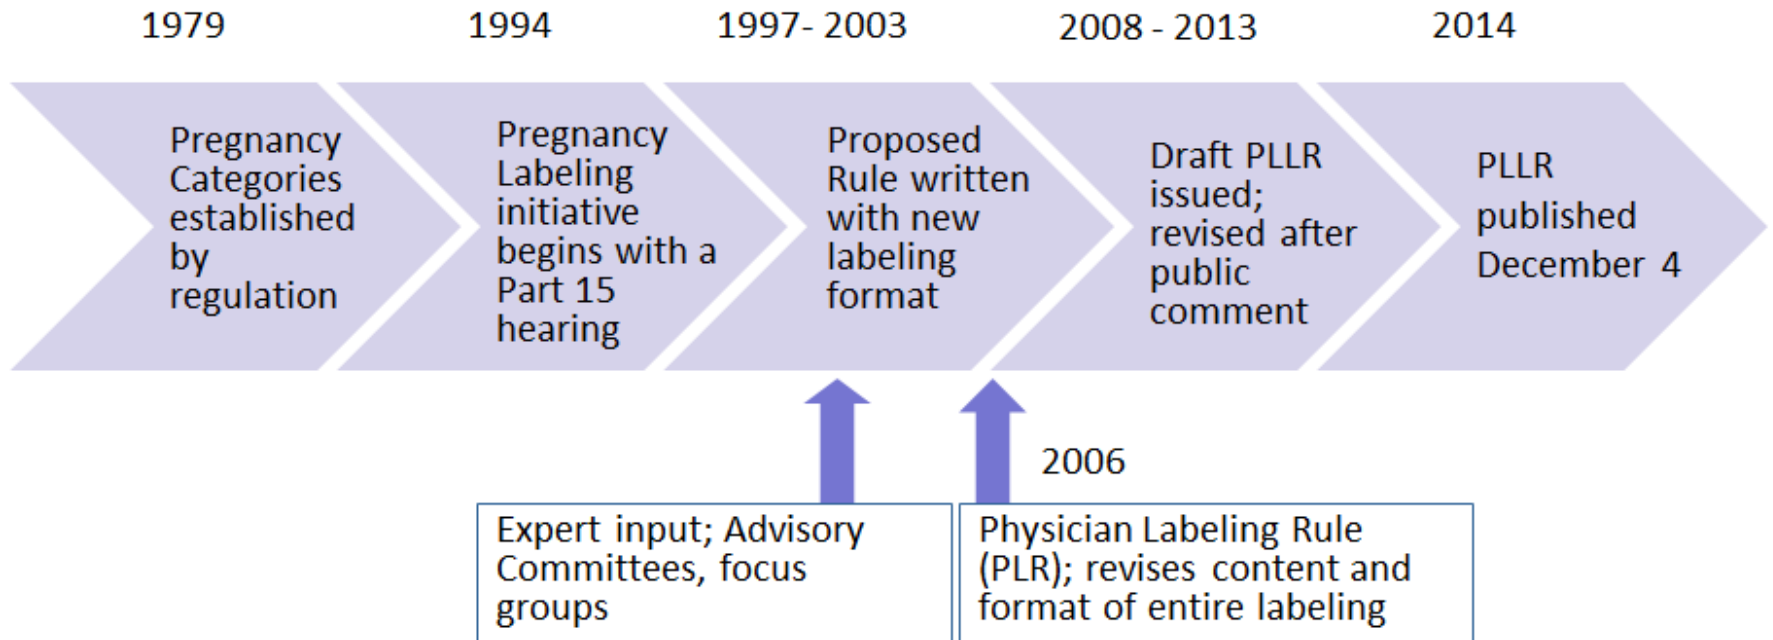 1979
Pregnancy
Categories
established
by
regulation
1994
Pregnancy
Labeling
initiative
begins with a
Part 15
hearing
1997- 2003
Proposed
Rule written
with new
labeling
format
2008 - 2013
Draft PLLR
issued;
revised after
public
comment
2014
PLLR
published
December 4
Expert input; Advisory
Committees, focus
groups
2006
Physician Labeling Rule
(PLR); revises content and
format of entire labeling